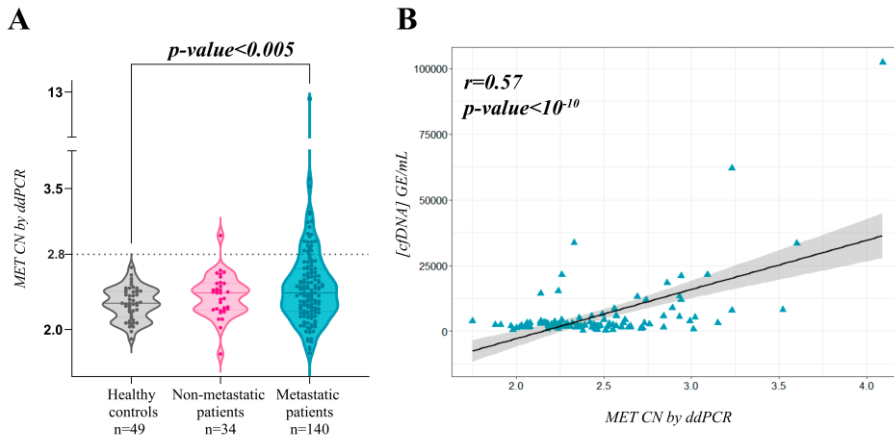 A
p-value<0.005
13
3.5
2.8
2.0
MET CN by ddPCR
Healthy controls n=49
Non-metastatic patients n=34
Metastatic patients n=140
B
r=0.57
p-value<10^-10
100000
75000
50000
25000
0
[cfDNA] GE/mL
2.0 2.5 3.0 3.5 4.0
MET CN by ddPCR